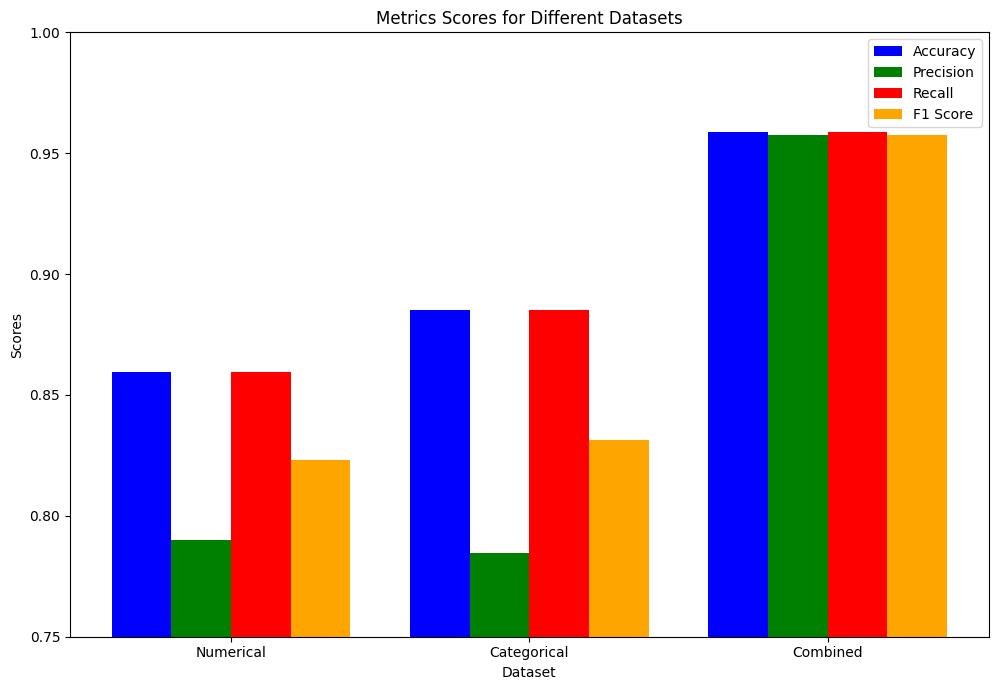 Metrics Scores for Different Datasets
1.00
0.95
0.90
0.85
0.80
0.75
Scores
Accuracy
Precision
Recall
F1 Score
Numerical
Categorical
Combined
Dataset